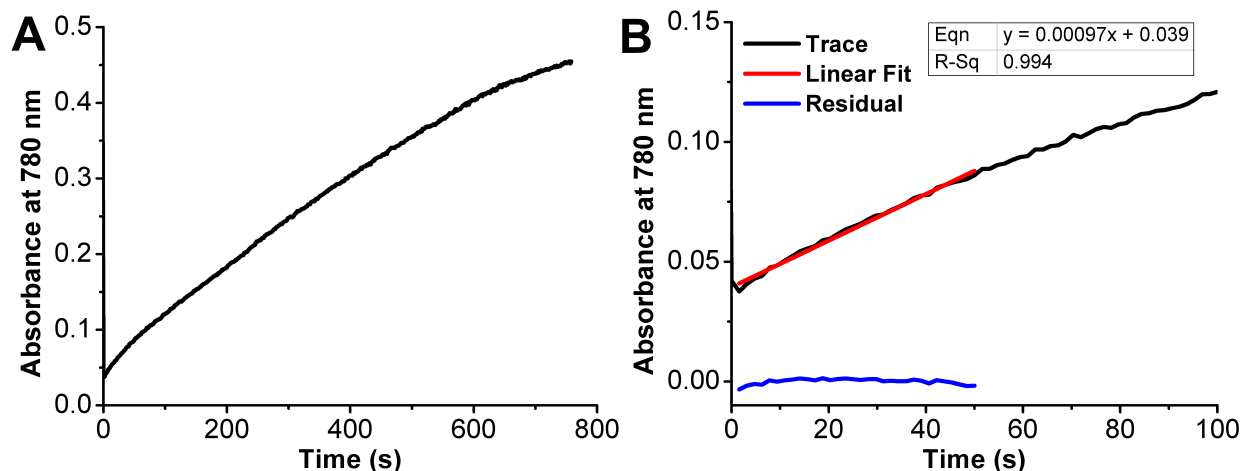 A
Absorbance at 780 nm
0.5
0.4
0.3
0.2
0.1
0.0
0 200 400 600 800
Time (s)
B
Absorbance at 780 nm
0.15
0.10
0.05
0.00
Trace
Linear Fit
Residual
Eqn y = 0.00097x + 0.039
R-Sq 0.994
0 20 40 60 80 100
Time (s)